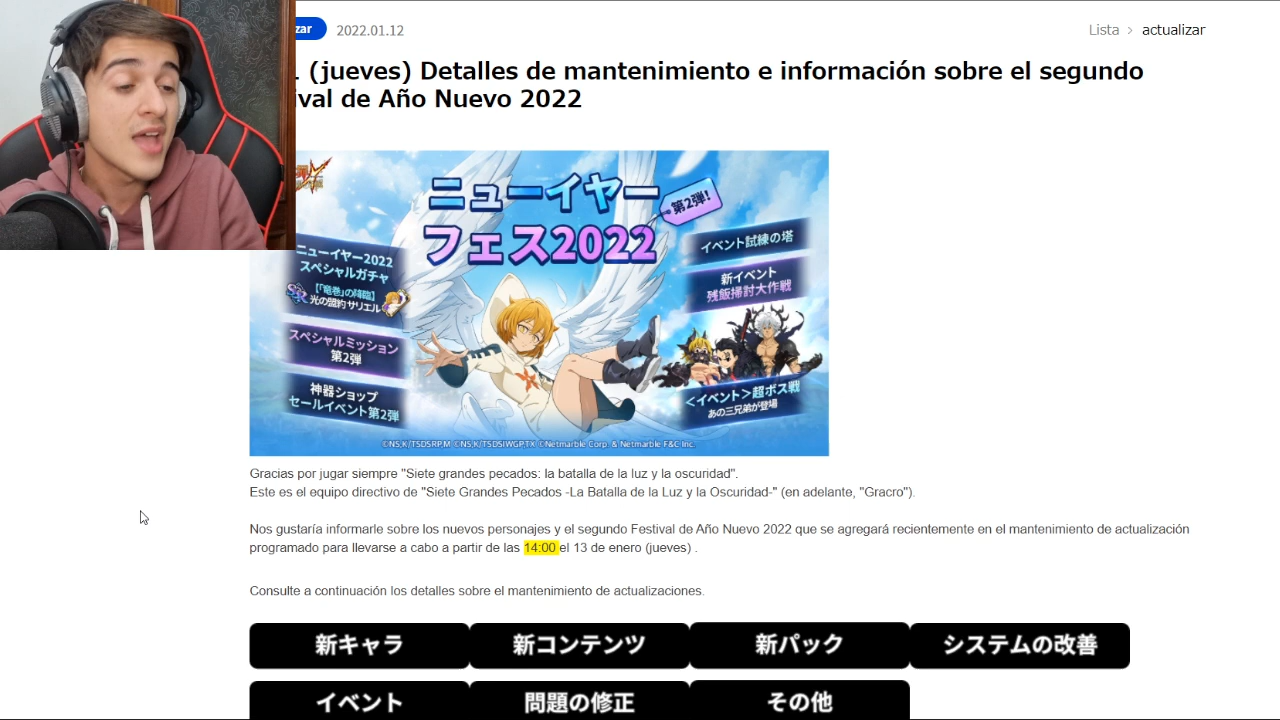 zar
2022.01.12
Lista > actualizar
(jueves) Detalles de mantenimiento e información sobre el segundo
ival de Año Nuevo 2022
ニューイヤー
フェス2022
第2弾!
ニューイヤー2022
スペシャルガチャ
SR
【「竜巻」の降臨】
光の盟約 サリエル
スペシャルミッション
第2弾
神器ショップ
セールイベント第2弾
イベント試練の塔
新イベント
残飯掃討大作戦
<イベント>超ボス戦
あの三兄弟が登場
©NS,K/TSDSRPM ©NS,K/TSDSIWGP,TX ©Netmarble Corp. & Netmarble F&C Inc.
Gracias por jugar siempre "Siete grandes pecados: la batalla de la luz y la oscuridad".
Este es el equipo directivo de "Siete Grandes Pecados -La Batalla de la Luz y la Oscuridad-" (en adelante, "Gracro").
Nos gustaría informarle sobre los nuevos personajes y el segundo Festival de Año Nuevo 2022 que se agregará recientemente en el mantenimiento de actualización
programado para llevarse a cabo a partir de las 14:00 el 13 de enero (jueves) .
Consulte a continuación los detalles sobre el mantenimiento de actualizaciones.
新キャラ
新コンテンツ
新パック
システムの改善
イベント
問題の修正
その他